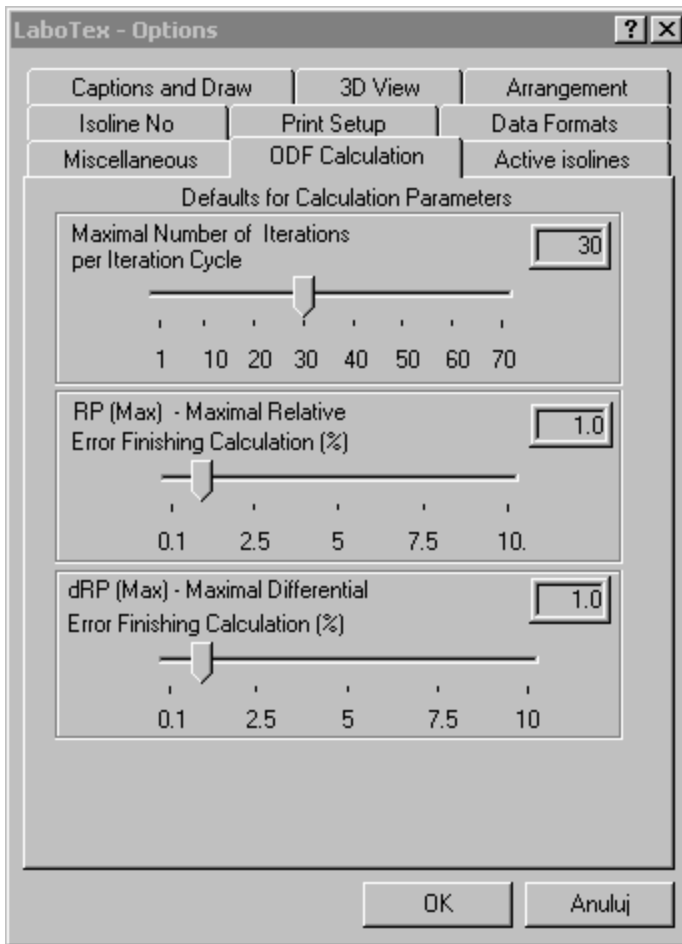 LaboTex - Options
Captions and Draw 3D View Arrangement
Isoline No Print Setup Data Formats
Miscellaneous ODF Calculation Active isolines
Defaults for Calculation Parameters
Maximal Number of Iterations
per Iteration Cycle
30
1 10 20 30 40 50 60 70
RP (Max) - Maximal Relative
Error Finishing Calculation (%)
1.0
0.1 2.5 5 7.5 10.
dRP (Max) - Maximal Differential
Error Finishing Calculation (%)
1.0
0.1 2.5 5 7.5 10
OK Anuluj